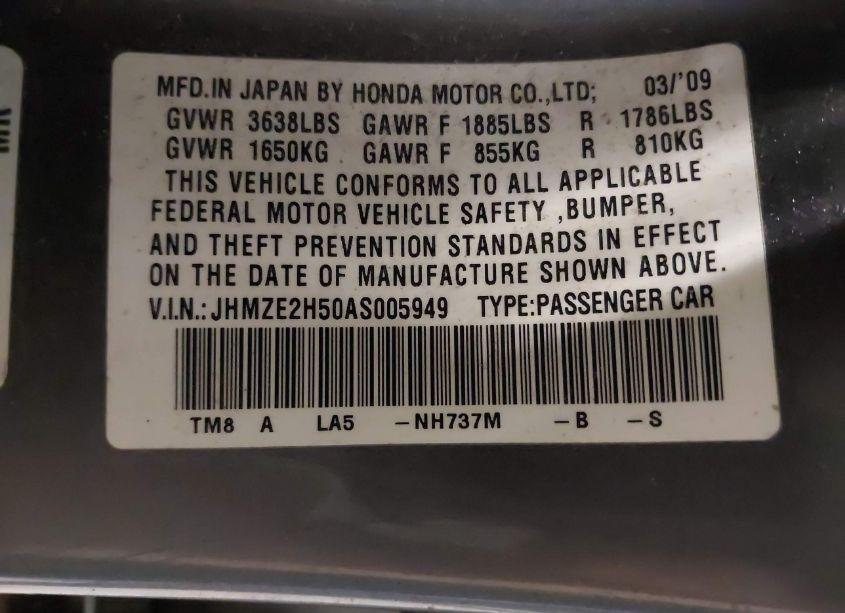 MFD.IN JAPAN BY HONDA MOTOR CO.,LTD; 03/'09
GVWR 3638LBS GAWR F 1885LBS R 1786LBS
GVWR 1650KG GAWR F 855KG R 810KG
THIS VEHICLE CONFORMS TO ALL APPLICABLE
FEDERAL MOTOR VEHICLE SAFETY ,BUMPER,
AND THEFT PREVENTION STANDARDS IN EFFECT
ON THE DATE OF MANUFACTURE SHOWN ABOVE.
V.I.N.: JHMZE2H50AS005949 TYPE:PASSENGER CAR
TM8 A LA5 -NH737M -B -S